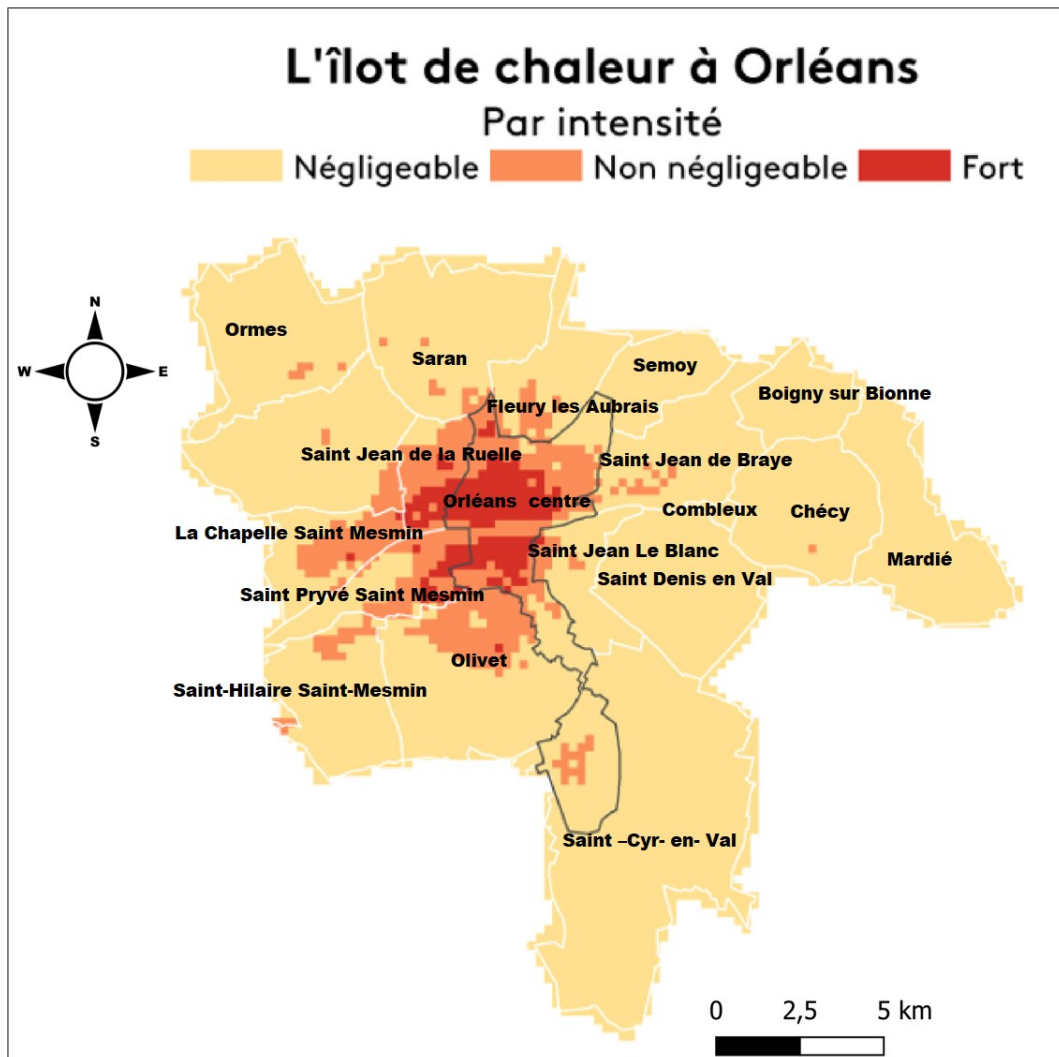 L'îlot de chaleur à Orléans
Par intensité
Négligeable Non négligeable Fort
N
W E
S
Ormes
Saran
Semoy
Boigny sur Bionne
Fleury les Aubrais
Saint Jean de la Ruelle
Saint Jean de Braye
Orléans centre
Combleux
Chécy
La Chapelle Saint Mesmin
Saint Jean Le Blanc
Mardié
Saint Denis en Val
Saint Pryvé Saint Mesmin
Olivet
Saint-Hilaire Saint-Mesmin
Saint –Cyr- en- Val
0 2,5 5 km